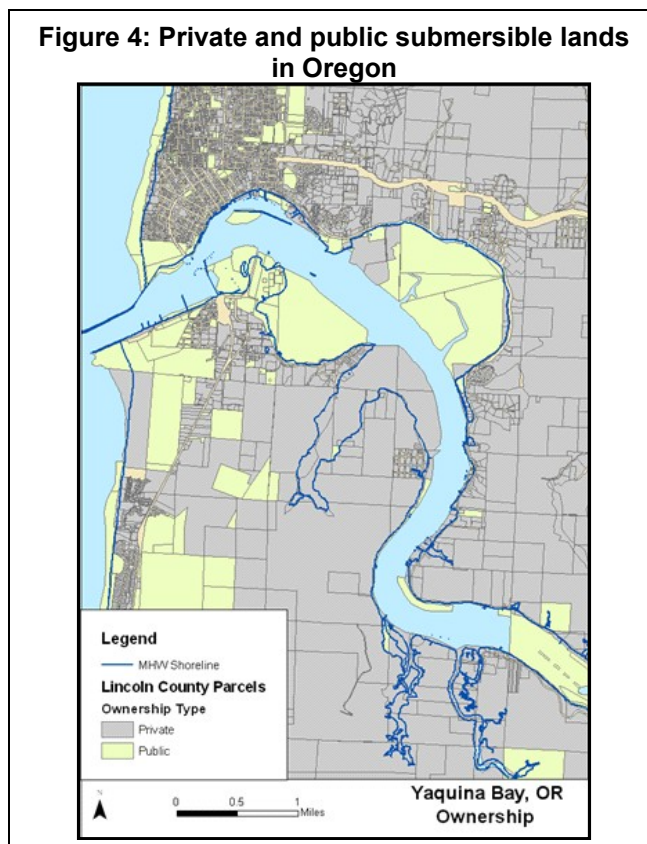 Figure 4: Private and public submersible lands
in Oregon
Legend
MHW Shoreline
Lincoln County Parcels
Ownership Type
Private
Public
N
0 0.5 1
Miles
Yaquina Bay, OR
Ownership